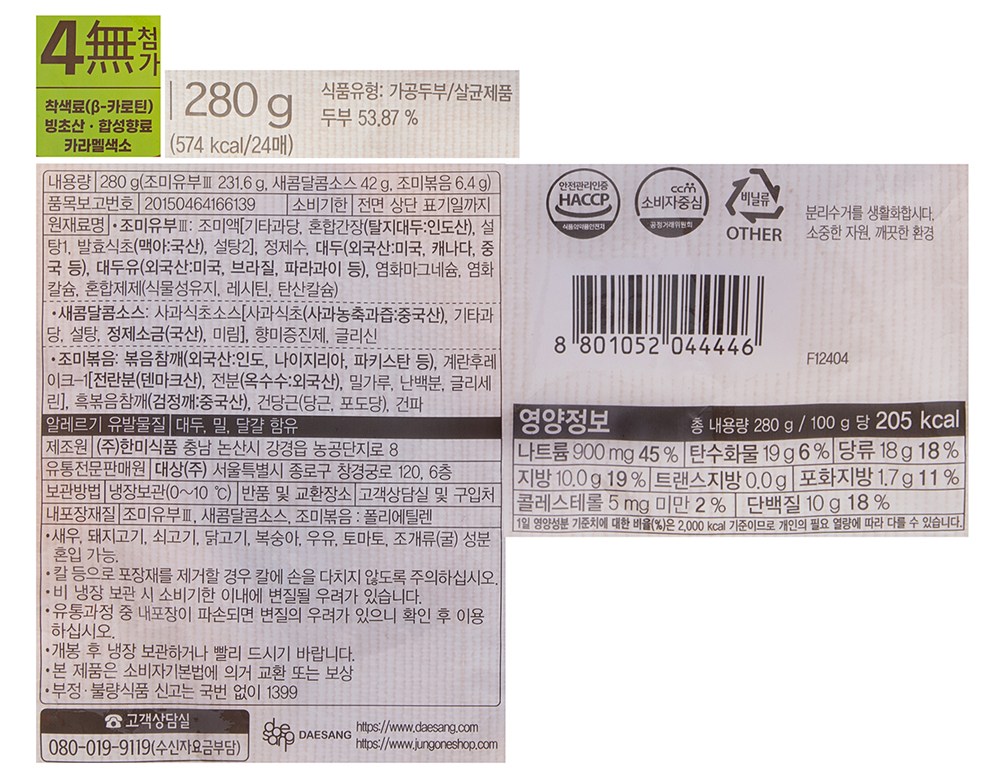 4無첨가
착색료(β-카로틴)
빙초산 · 합성향료
카라멜색소
280 g
(574 kcal/24매)
식품유형: 가공두부/살균제품
두부 53.87 %
내용량 280 g(조미유부Ⅲ 231.6 g, 새콤달콤소스 42 g, 조미볶음 6.4 g)
품목보고번호 20150464166139 소비기한 전면 상단 표기일까지
원재료명 •조미유부Ⅲ: 조미액[기타과당, 혼합간장(탈지대두:인도산), 설
탕1, 발효식초(맥아:국산), 설탕2], 정제수, 대두(외국산:미국, 캐나다, 중
국 등), 대두유(외국산:미국, 브라질, 파라과이 등), 염화마그네슘, 염화
칼슘, 혼합제제(식물성유지, 레시틴, 탄산칼슘)
•새콤달콤소스: 사과식초소스[사과식초(사과농축과즙:중국산), 기타과
당, 설탕, 정제소금(국산), 미림], 향미증진제, 글리신
•조미볶음: 볶음참깨(외국산:인도, 나이지리아, 파키스탄 등), 계란후레
이크-1[전란분(덴마크산), 전분(옥수수:외국산), 밀가루, 난백분, 글리세
린], 흑볶음참깨(검정깨:중국산), 건당근(당근, 포도당), 건파
알레르기 유발물질 대두, 밀, 달걀 함유
제조원 (주)한미식품 충남 논산시 강경읍 농공단지로 8
유통전문판매원 대상(주) 서울특별시 종로구 창경궁로 120, 6층
보관방법 냉장보관(0~10 ℃) 반품 및 교환장소 고객상담실 및 구입처
내포장재질 조미유부Ⅲ, 새콤달콤소스, 조미볶음 : 폴리에틸렌
•새우, 돼지고기, 쇠고기, 닭고기, 복숭아, 우유, 토마토, 조개류(굴) 성분
혼입 가능.
•칼 등으로 포장재를 제거할 경우 칼에 손을 다치지 않도록 주의하십시오.
•비 냉장 보관 시 소비기한 이내에 변질될 우려가 있습니다.
•유통과정 중 내포장이 파손되면 변질의 우려가 있으니 확인 후 이용
하십시오.
•개봉 후 냉장 보관하거나 빨리 드시기 바랍니다.
•본 제품은 소비자기본법에 의거 교환 또는 보상
•부정·불량식품 신고는 국번 없이 1399
☎ 고객상담실
080-019-9119(수신자요금부담)
DAESANG
https://www.daesang.com
https://www.jungoneshop.com
안전관리인증
HACCP
식품의약품안전처
ccm
소비자중심
공정거래위원회
비닐류
OTHER
분리수거를 생활화합시다.
소중한 자원, 깨끗한 환경
8 801052 044446
F12404
영양정보 총 내용량 280 g / 100 g 당 205 kcal
나트륨 900 mg 45 % 탄수화물 19 g 6 % 당류 18 g 18 %
지방 10.0 g 19 % 트랜스지방 0.0 g 포화지방 1.7 g 11 %
콜레스테롤 5 mg 미만 2 % 단백질 10 g 18 %
1일 영양성분 기준치에 대한 비율(%)은 2,000 kcal 기준이므로 개인의 필요 열량에 따라 다를 수 있습니다.